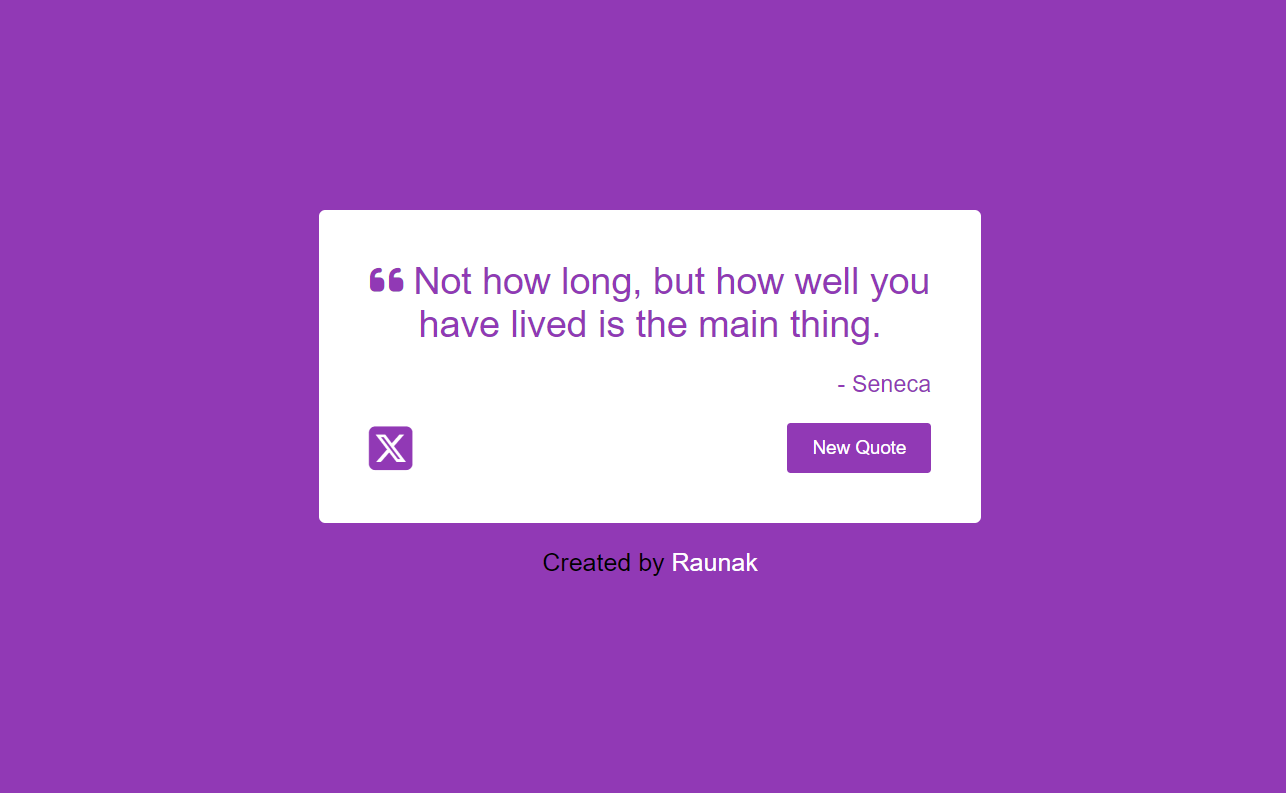 “ Not how long, but how well you
have lived is the main thing.
- Seneca
New Quote
Created by Raunak